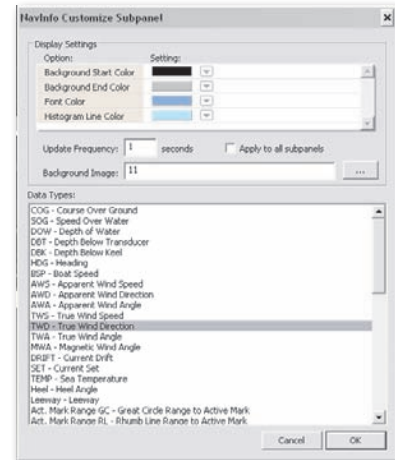 NavInfo Customize Subpanel
Display Settings
Option: Setting:
Background Start Color
Background End Color
Font Color
Histogram Line Color
Update Frequency: 1 seconds Apply to all subpanels
Background Image: 11 ...
Data Types:
COG - Course Over Ground
SOG - Speed Over Water
DOW - Depth of Water
DBT - Depth Below Transducer
DBK - Depth Below Keel
HDG - Heading
BSP - Boat Speed
AWS - Apparent Wind Speed
AWD - Apparent Wind Direction
AWA - Apparent Wind Angle
TWS - True Wind Speed
TWD - True Wind Direction
TWA - True Wind Angle
MWA - Magnetic Wind Angle
DRIFT - Current Drift
SET - Current Set
TEMP - Sea Temperature
Heel - Heel Angle
Leeway - Leeway
Act. Mark Range GC - Great Circle Range to Active Mark
Act. Mark Range RL - Rhumb Line Range to Active Mark
Cancel OK